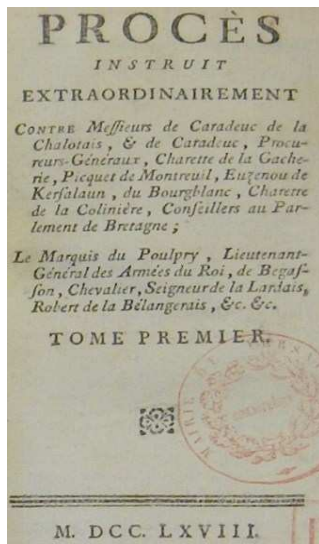 PROCÈS
INSTRUIT
EXTRAORDINAIREMENT
CONTRE Messieurs de Caradeuc de la
Chalotais, & de Caradeuc, Procu-
reurs-Généraux, Charette de la Gache-
rie, Picquet de Montreuil, Euzenou de
Kersalaun, du Bourgblanc, Charette
de la Colinière, Conseillers au Par-
lement de Bretagne;
Le Marquis du Poulpry, Lieutenant-
Général des Armées du Roi, de Begas-
son, Chevalier, Seigneur de la Lardais,
Robert de la Bélangerais, &c. &c.
TOME PREMIER.
MAIRIE DE
M. DCC. LXVIII.